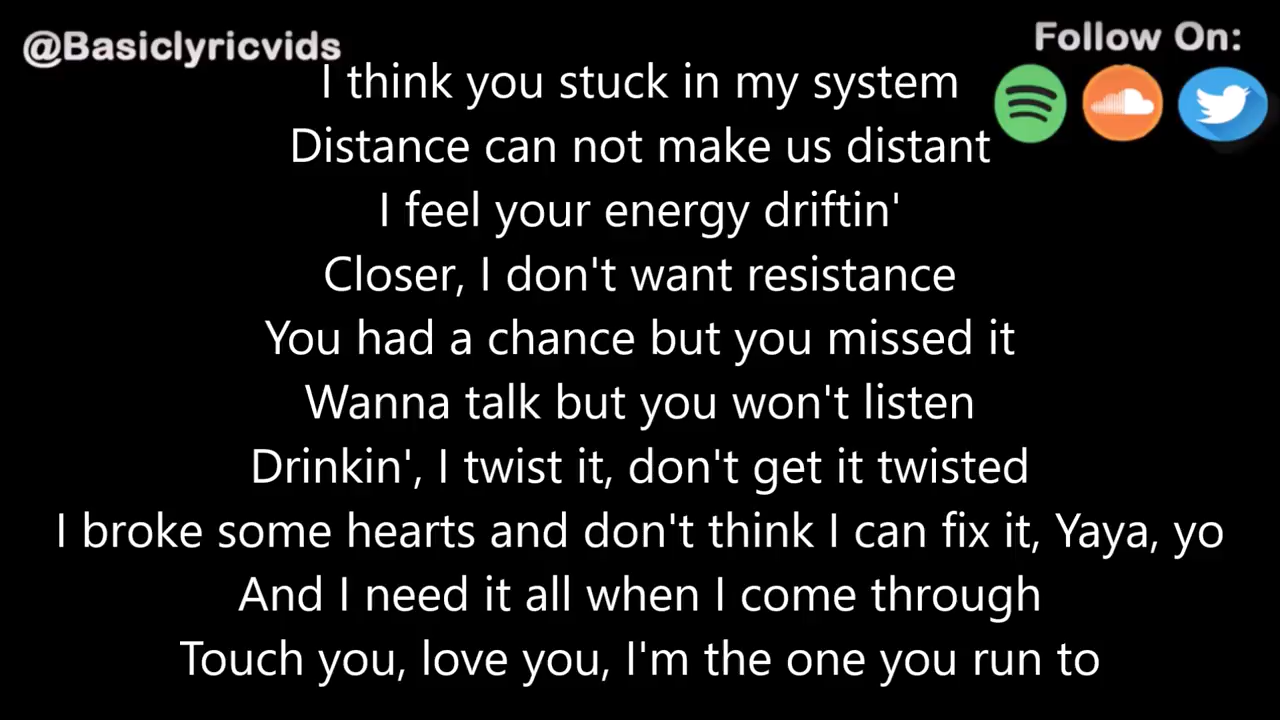 @Basiclyricvids
Follow On:
I think you stuck in my system
Distance can not make us distant
I feel your energy driftin'
Closer, I don't want resistance
You had a chance but you missed it
Wanna talk but you won't listen
Drinkin', I twist it, don't get it twisted
I broke some hearts and don't think I can fix it, Yaya, yo
And I need it all when I come through
Touch you, love you, I'm the one you run to